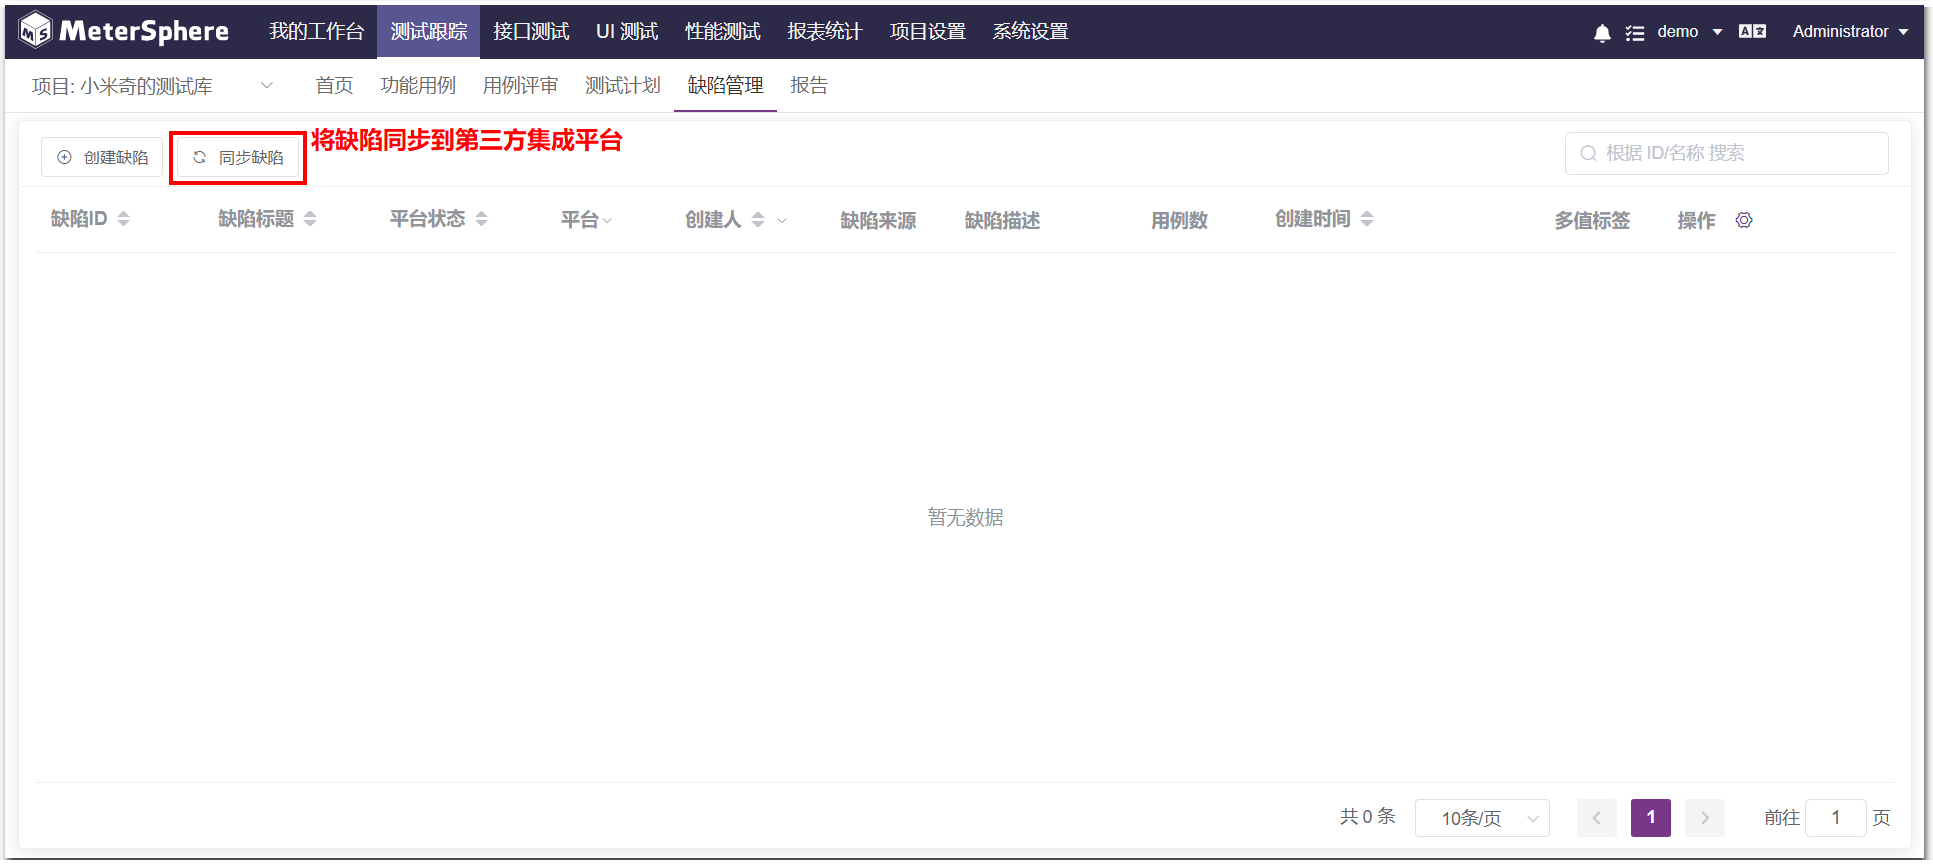 MeterSphere 我的工作台 测试跟踪 接口测试 UI 测试 性能测试 报表统计 项目设置 系统设置 demo Administrator
项目: 小米奇的测试库 首页 功能用例 用例评审 测试计划 缺陷管理 报告
将缺陷同步到第三方集成平台
创建缺陷 同步缺陷 根据 ID/名称 搜索
缺陷ID 缺陷标题 平台状态 平台 创建人 缺陷来源 缺陷描述 用例数 创建时间 多值标签 操作
暂无数据
共 0 条 10条/页 1 前往 1 页